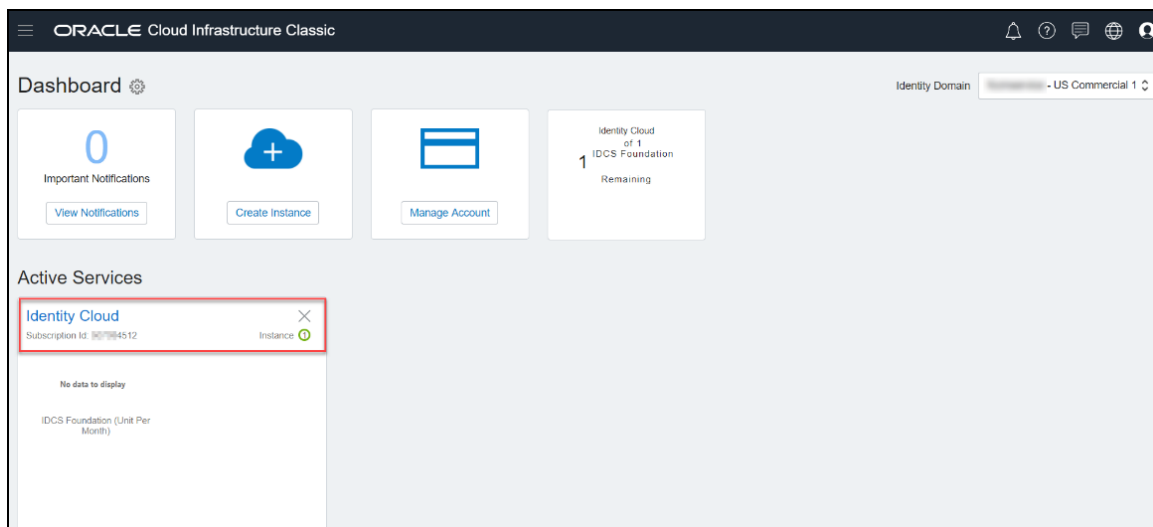 ORACLE Cloud Infrastructure Classic
Dashboard
Identity Domain - US Commercial 1
0
Important Notifications
View Notifications
Create Instance
Manage Account
Identity Cloud
of 1
1 IDCS Foundation
Remaining
Active Services
Identity Cloud
Subscription Id: 4512 Instance 1
No data to display
IDCS Foundation (Unit Per
Month)